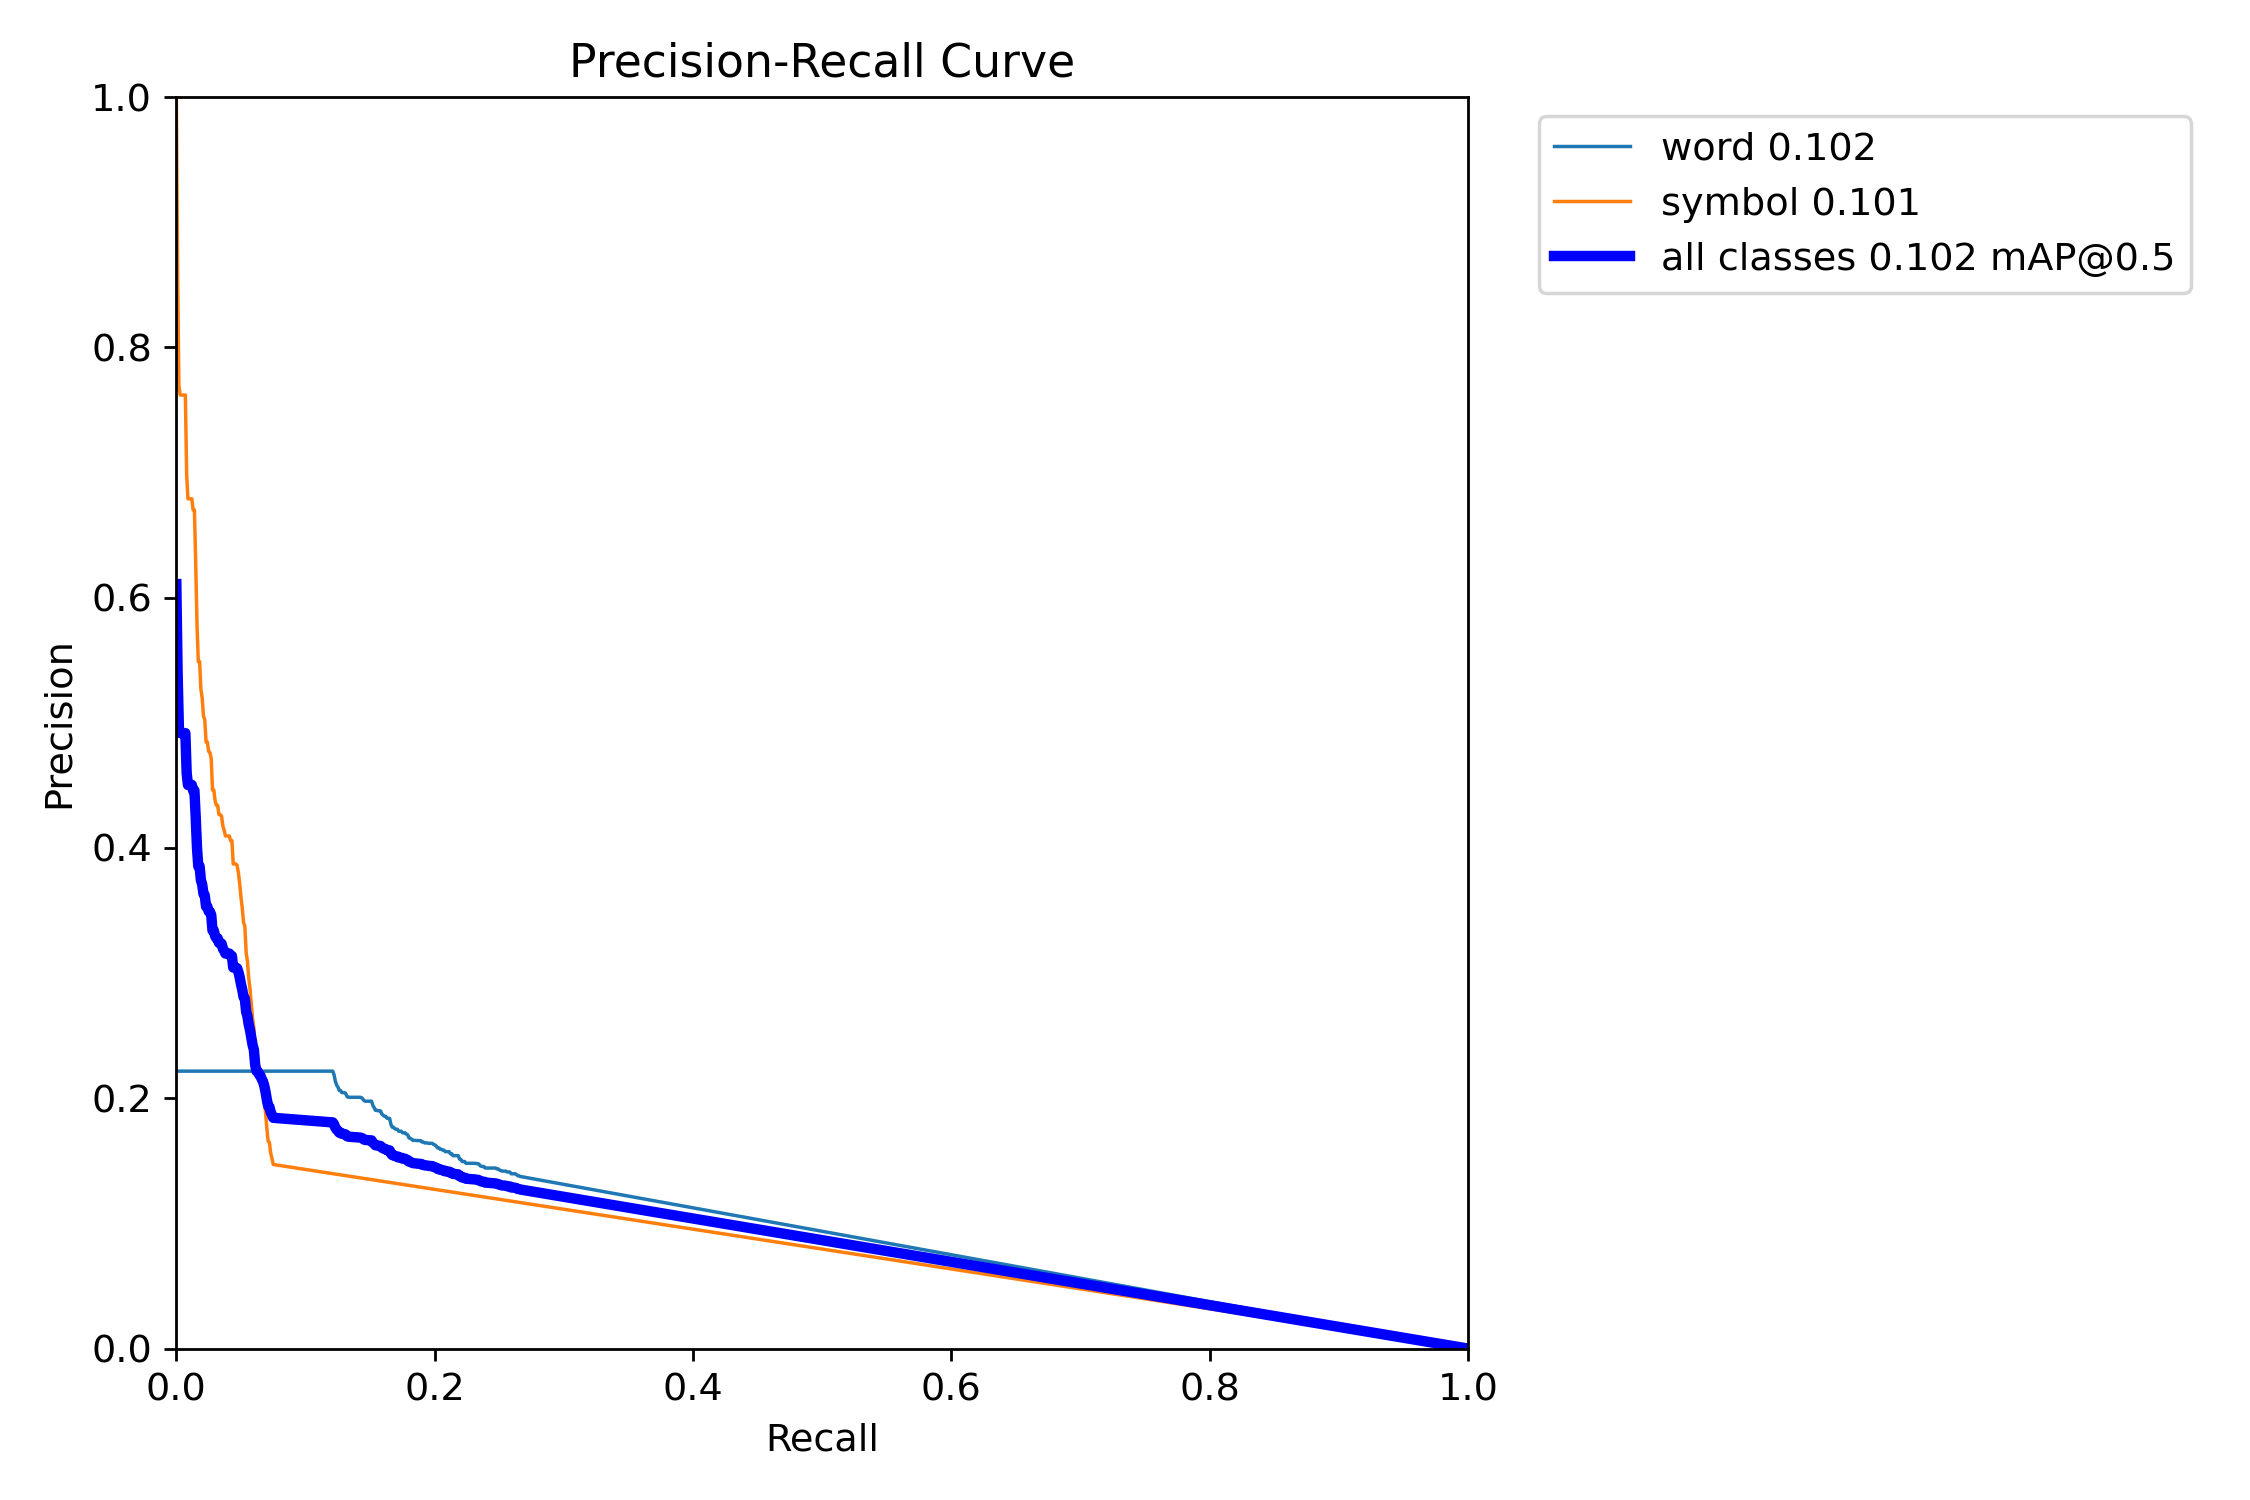 Precision-Recall Curve
1.0
0.8
0.6
0.4
0.2
0.0
Precision
0.0 0.2 0.4 0.6 0.8 1.0
Recall
word 0.102
symbol 0.101
all classes 0.102 mAP@0.5